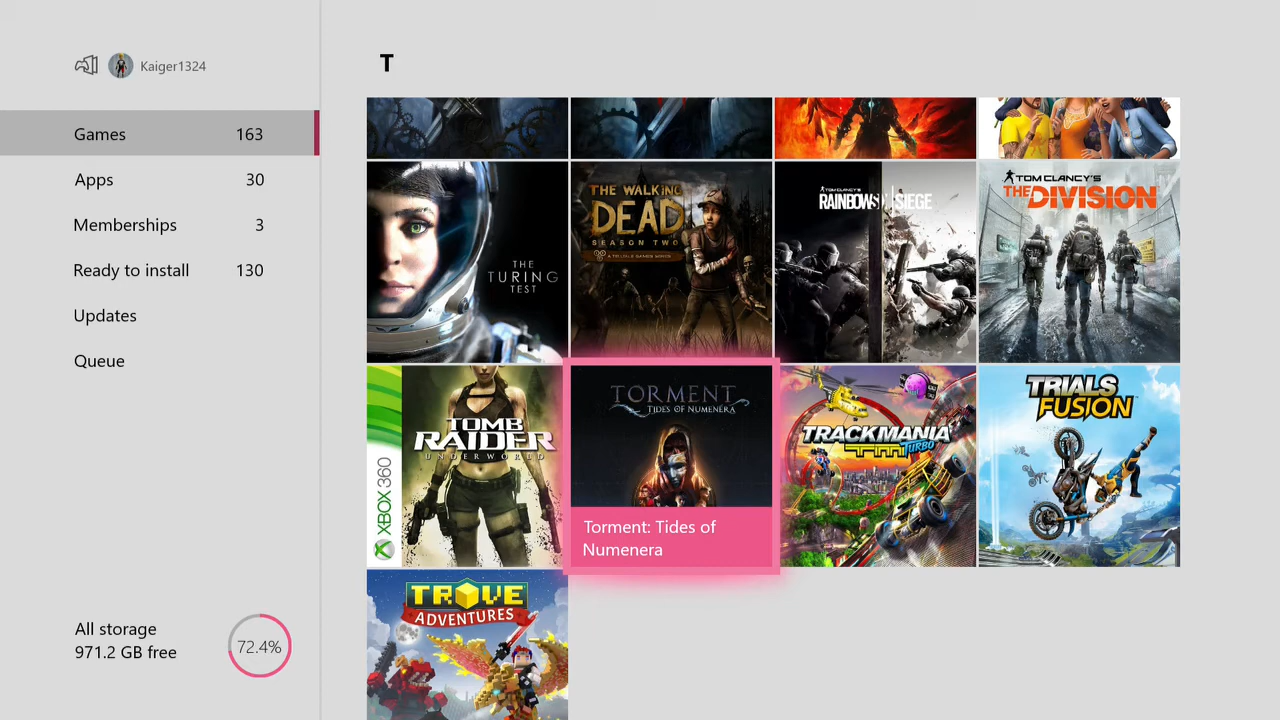 Kaiger1324
T
Games 163
Apps 30
Memberships 3
Ready to install 130
Updates
Queue
All storage
971.2 GB free
72.4%
THE
TURING
TEST
THE WALKING
DEAD
SEASON TWO
A TELLTALE GAMES SERIES
TOM CLANCY'S
RAINBOW SIX | SIEGE
TOM CLANCY'S
THE DIVISION
XBOX 360
TOMB
RAIDER
UNDERWORLD
TORMENT
TIDES OF NUMENERA
Torment: Tides of
Numenera
TRACKMANIA
TURBO
TRIALS
FUSION
TROVE
ADVENTURES